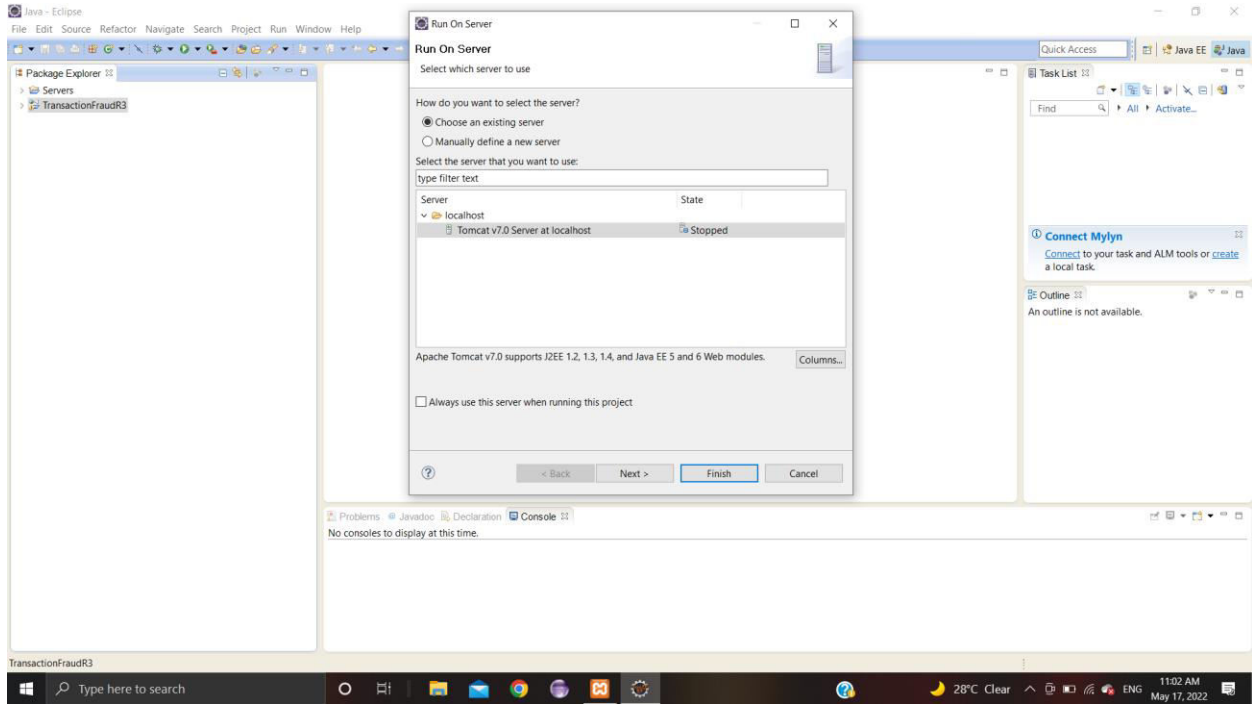 Java - Eclipse
File Edit Source Refactor Navigate Search Project Run Window Help
Quick Access
Java EE
Java
Package Explorer
Servers
TransactionFraudR3
Run On Server
Run On Server
Select which server to use
How do you want to select the server?
Choose an existing server
Manually define a new server
Select the server that you want to use:
type filter text
Server State
localhost
Tomcat v7.0 Server at localhost Stopped
Apache Tomcat v7.0 supports J2EE 1.2, 1.3, 1.4, and Java EE 5 and 6 Web modules.
Columns...
Always use this server when running this project
< Back Next > Finish Cancel
Task List
Find All Activate...
Connect Mylyn
Connect to your task and ALM tools or create
a local task.
Outline
An outline is not available.
Problems Javadoc Declaration Console
No consoles to display at this time.
TransactionFraudR3
Type here to search
28°C Clear
ENG
11:02 AM
May 17, 2022